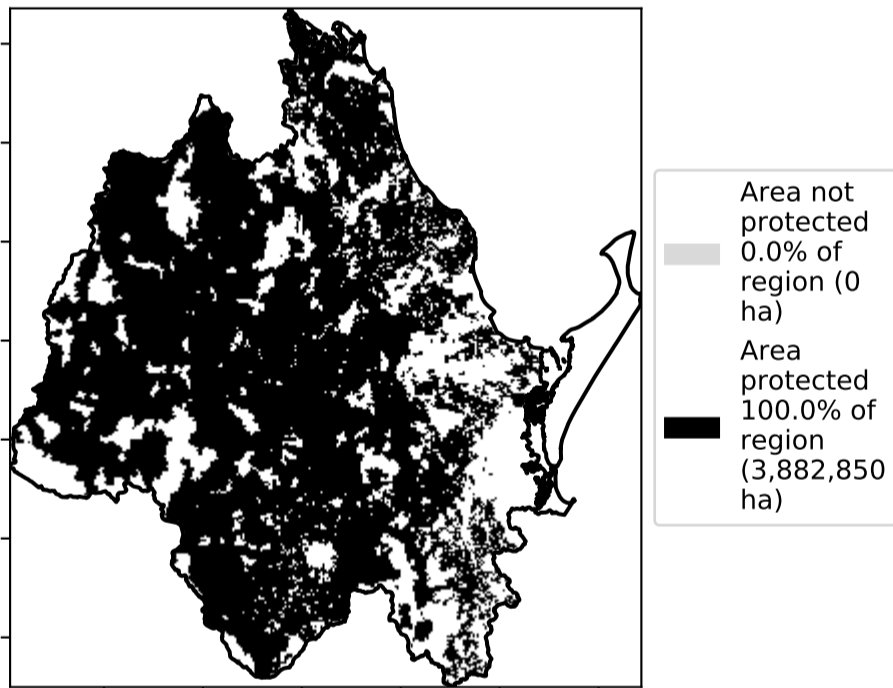 Area not
protected
0.0% of
region (0
ha)
Area
protected
100.0% of
region
(3,882,850
ha)